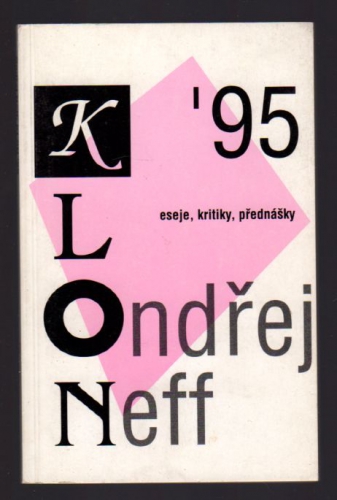 K '95
eseje, kritiky, přednášky
L
Ondřej
Neff